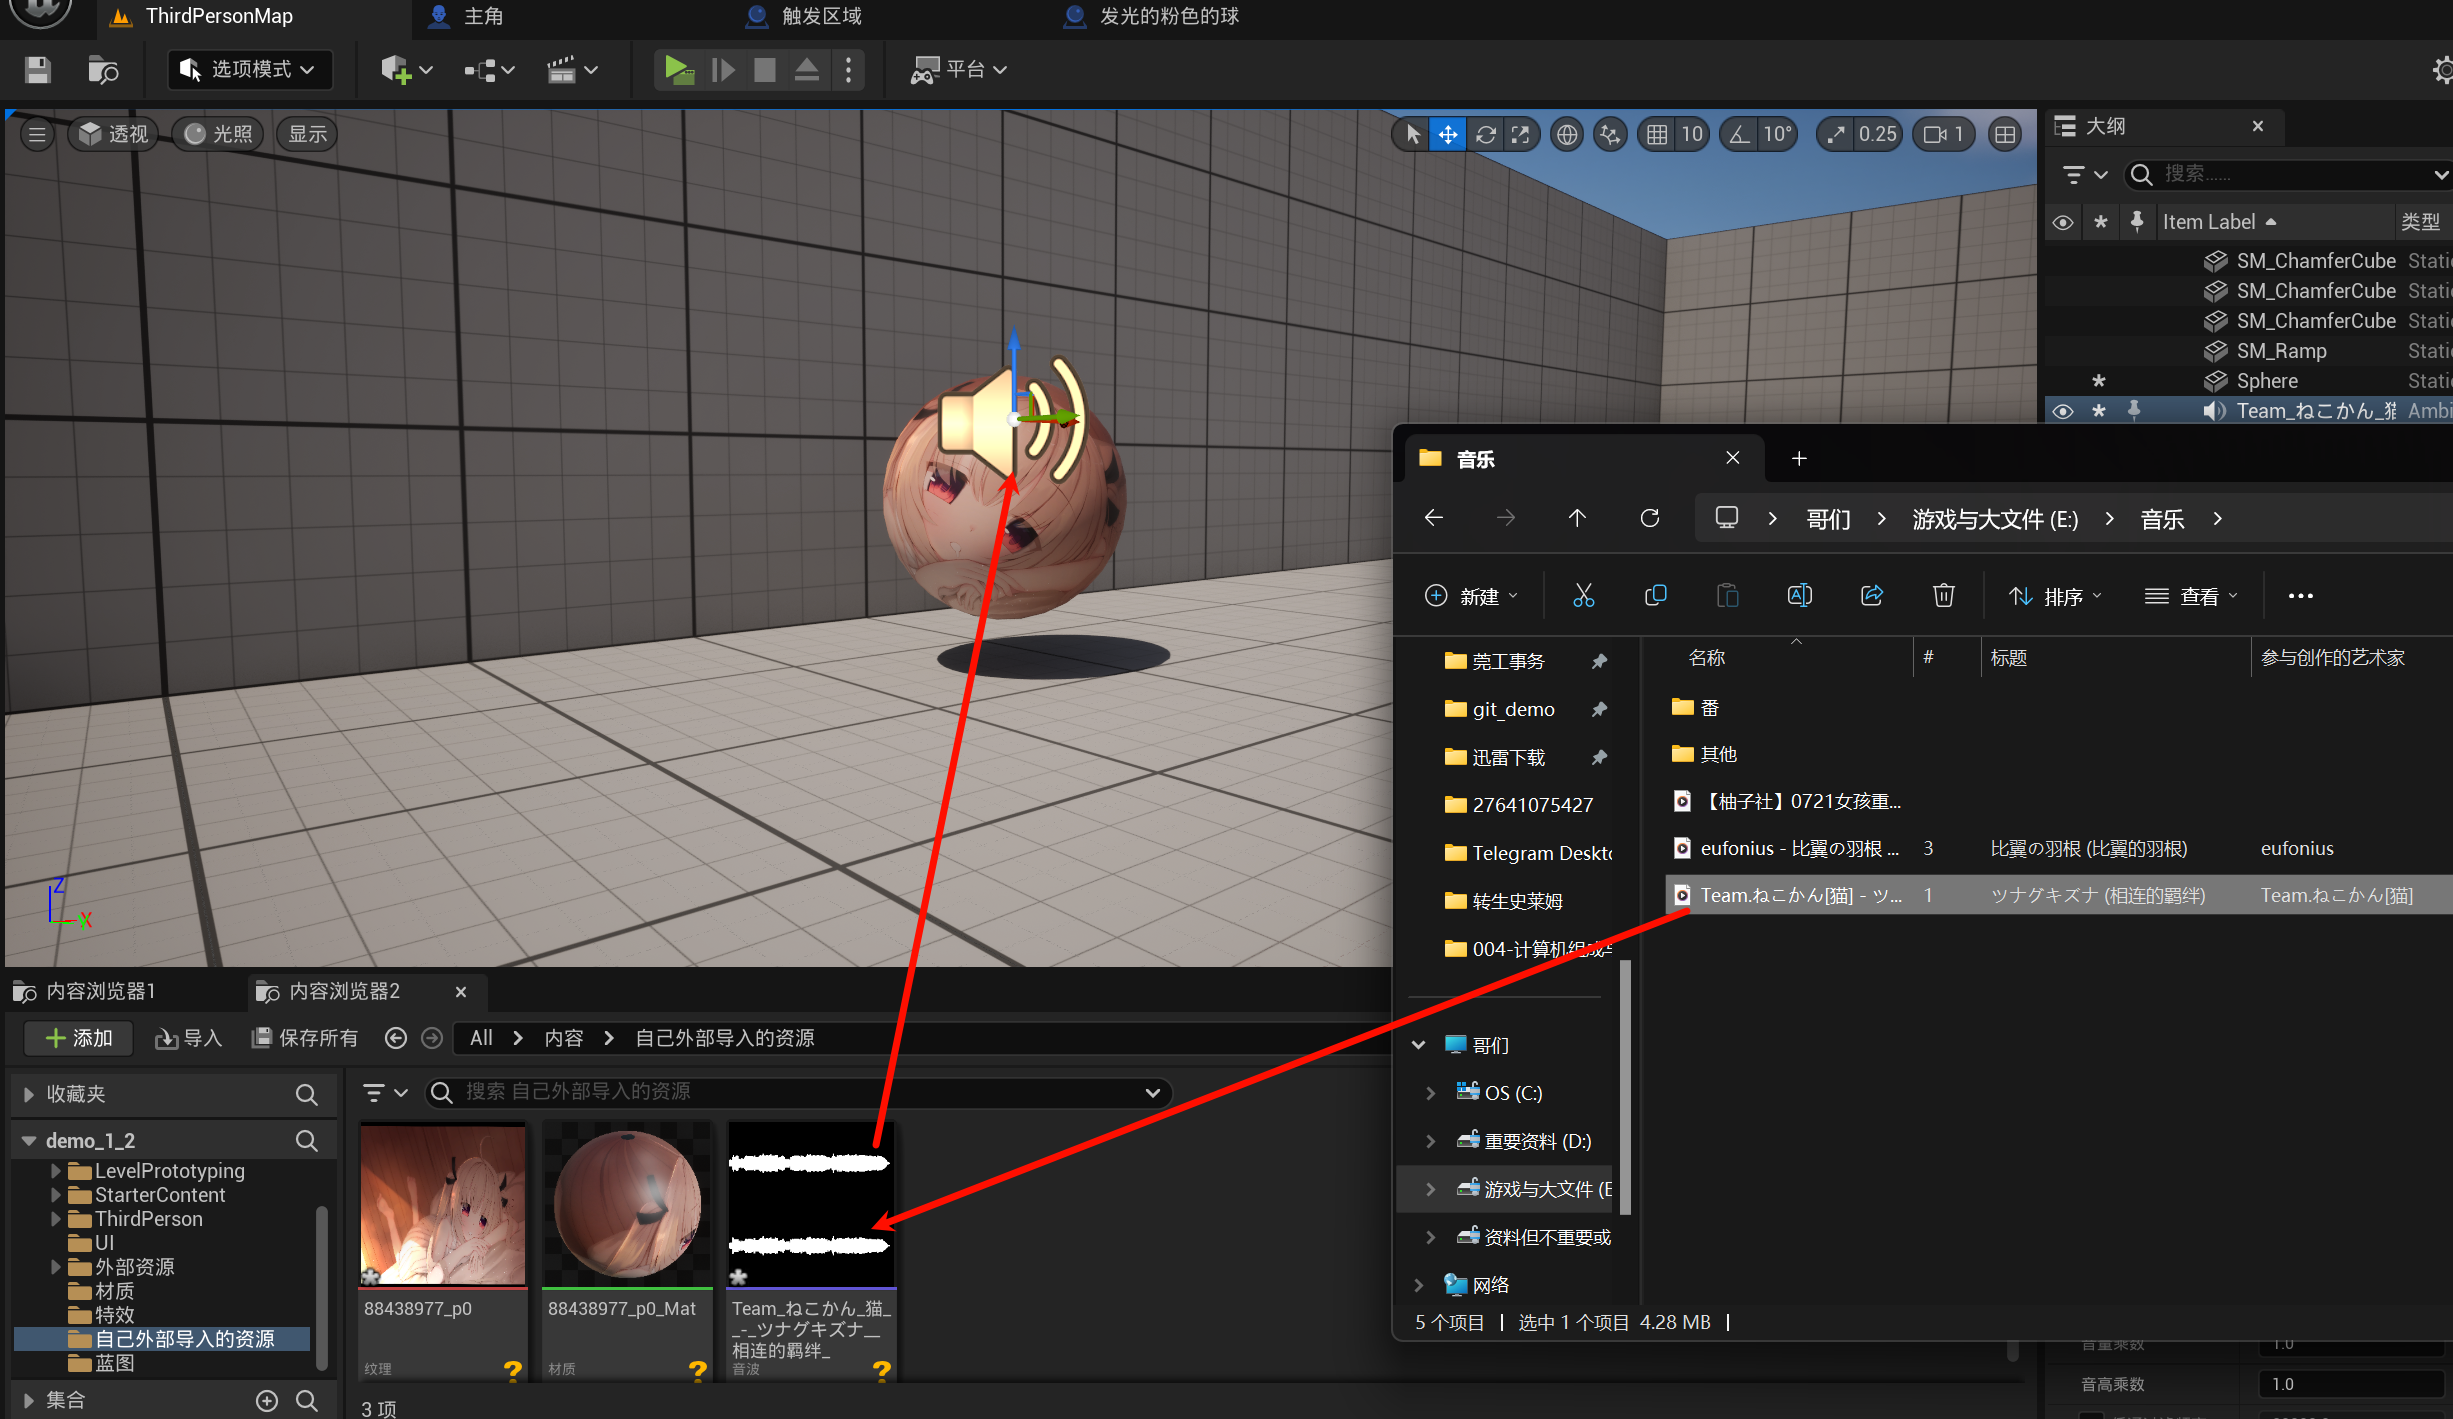 ThirdPersonMap
主角
触发区域
发光的粉色的球
选项模式
平台
透视
光照
显示
10
10°
0.25
1
大纲
搜索......
Item Label
类型
SM_ChamferCube Stati
SM_ChamferCube Stati
SM_ChamferCube Stati
SM_Ramp Stati
Sphere Stati
Team_ねこかん_猫 Ambi
音乐
哥们 游戏与大文件 (E:) 音乐
新建
排序
查看
莞工事务
git_demo
迅雷下载
27641075427
Telegram Deskto
转生史莱姆
004-计算机组成与
哥们
OS (C:)
重要资料 (D:)
游戏与大文件 (E
资料但不重要或
网络
名称 # 标题 参与创作的艺术家
番
其他
【柚子社】0721女孩重...
eufonius - 比翼の羽根 ... 3 比翼の羽根 (比翼的羽根) eufonius
Team.ねこかん[猫] - ツ... 1 ツナグキズナ (相连的羁绊) Team.ねこかん[猫]
5 个项目 | 选中 1 个项目 4.28 MB |
Z
X
内容浏览器1
内容浏览器2
添加
导入
保存所有
All 内容 自己外部导入的资源
收藏夹
搜索 自己外部导入的资源
demo_1_2
LevelPrototyping
StarterContent
ThirdPerson
UI
外部资源
材质
特效
自己外部导入的资源
蓝图
集合
88438977_p0
纹理
88438977_p0_Mat
材质
Team_ねこかん_猫_
_-_ツナグキズナ__
相连的羁绊_
音波
3 项
音量乘数 1.0
音高乘数 1.0